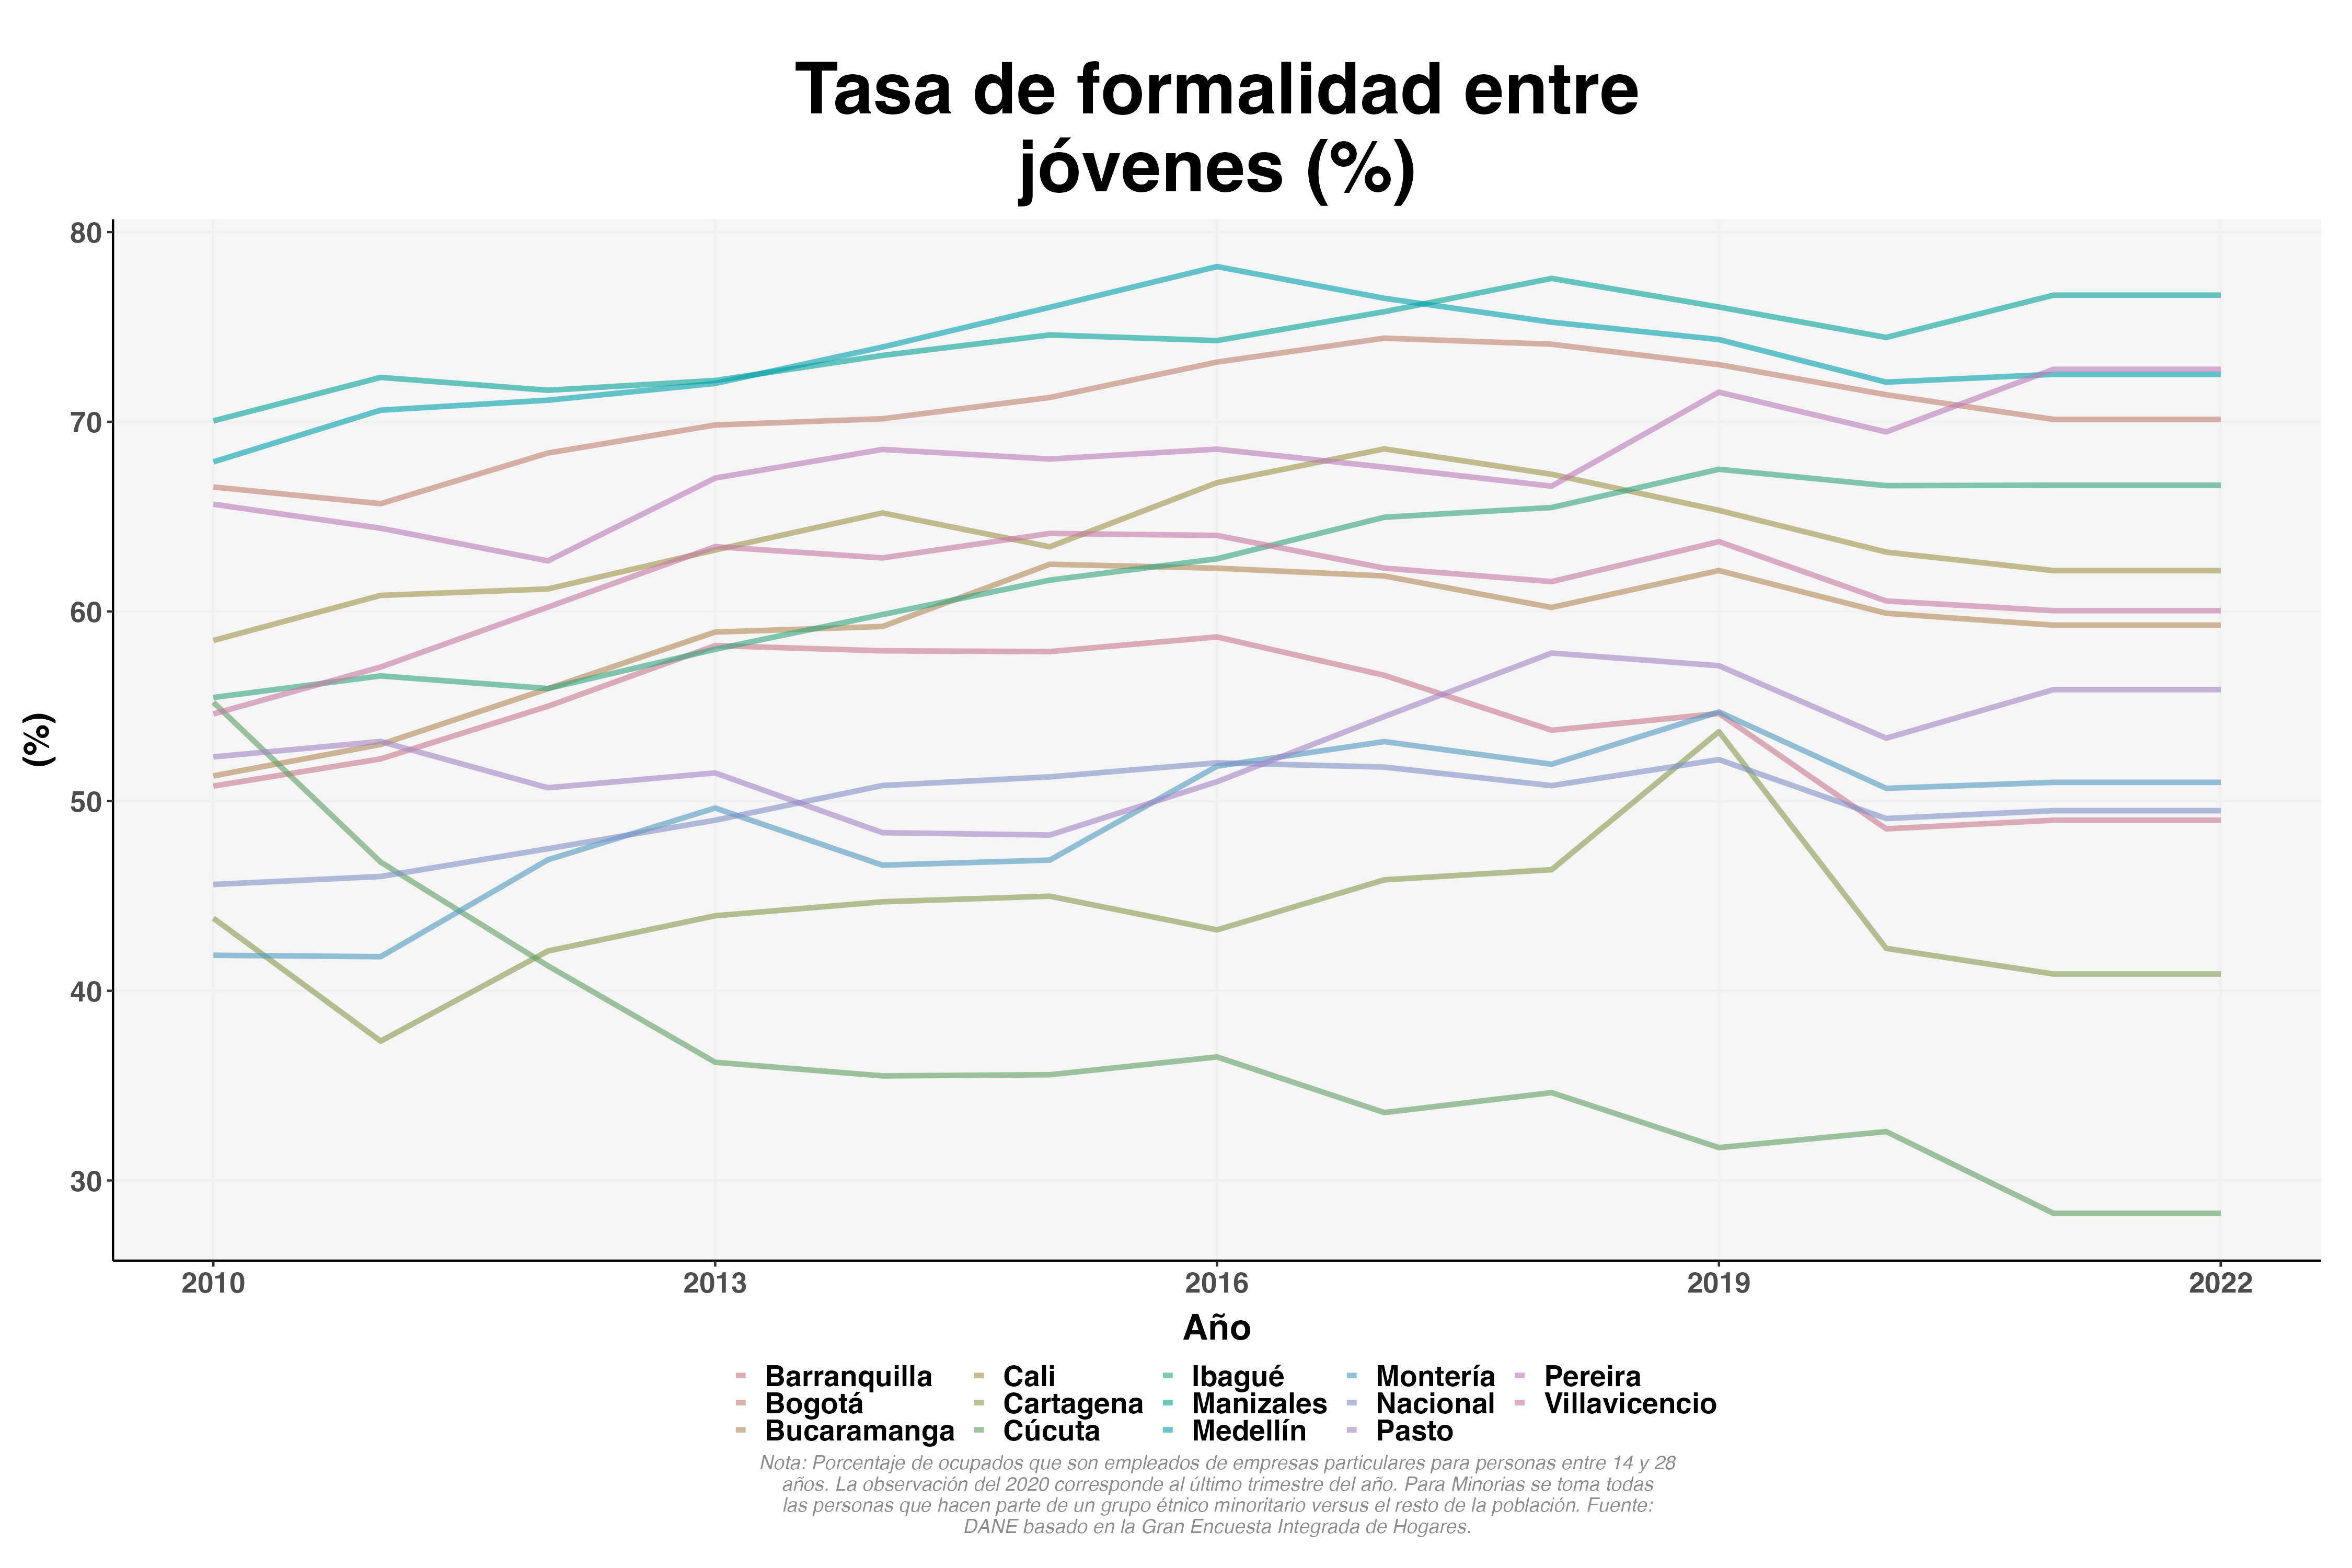 Tasa de formalidad entre
jóvenes (%)
80
70
60
50
40
30
(%)
2010 2013 2016 2019 2022
Año
Barranquilla Cali Ibagué Montería Pereira
Bogotá Cartagena Manizales Nacional Villavicencio
Bucaramanga Cúcuta Medellín Pasto
Nota: Porcentaje de ocupados que son empleados de empresas particulares para personas entre 14 y 28
años. La observación del 2020 corresponde al último trimestre del año. Para Minorias se toma todas
las personas que hacen parte de un grupo étnico minoritario versus el resto de la población. Fuente:
DANE basado en la Gran Encuesta Integrada de Hogares.